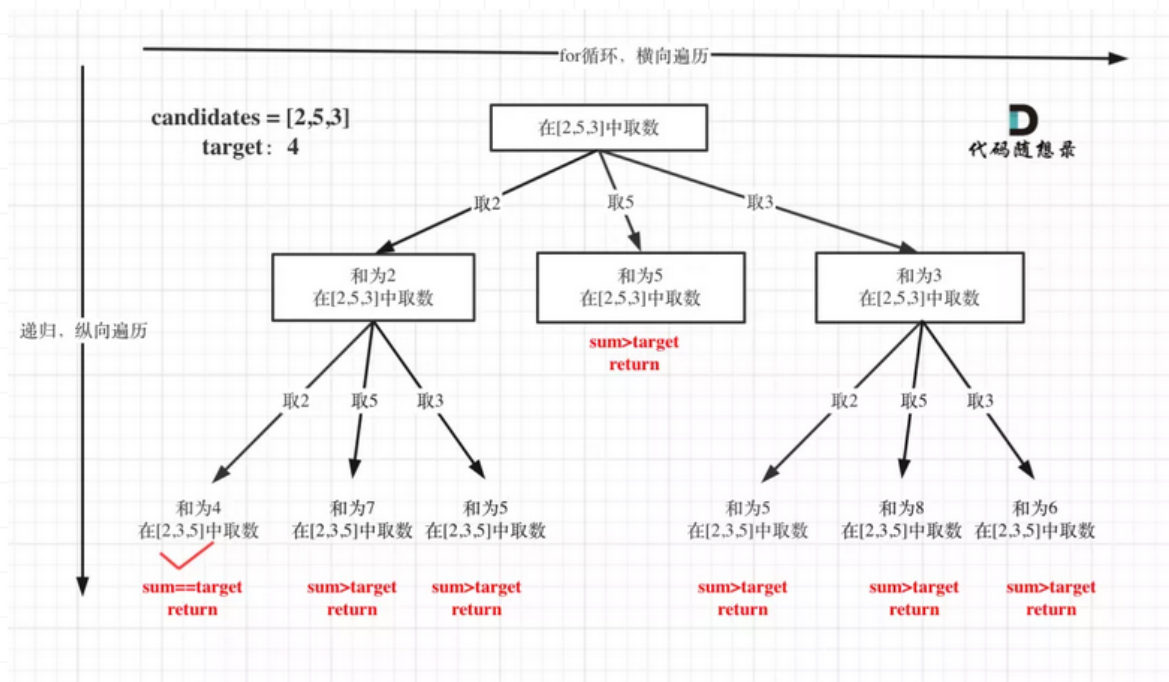 for循环，横向遍历
candidates = [2,5,3]
target：4
代码随想录
在[2,5,3]中取数
取2
取5
取3
和为2
在[2,5,3]中取数
和为5
在[2,5,3]中取数
和为3
在[2,5,3]中取数
递归，纵向遍历
sum>target
return
取2
取5
取3
取2
取5
取3
和为4
在[2,3,5]中取数
和为7
在[2,3,5]中取数
和为5
在[2,3,5]中取数
和为5
在[2,3,5]中取数
和为8
在[2,3,5]中取数
和为6
在[2,3,5]中取数
sum==target
return
sum>target
return
sum>target
return
sum>target
return
sum>target
return
sum>target
return